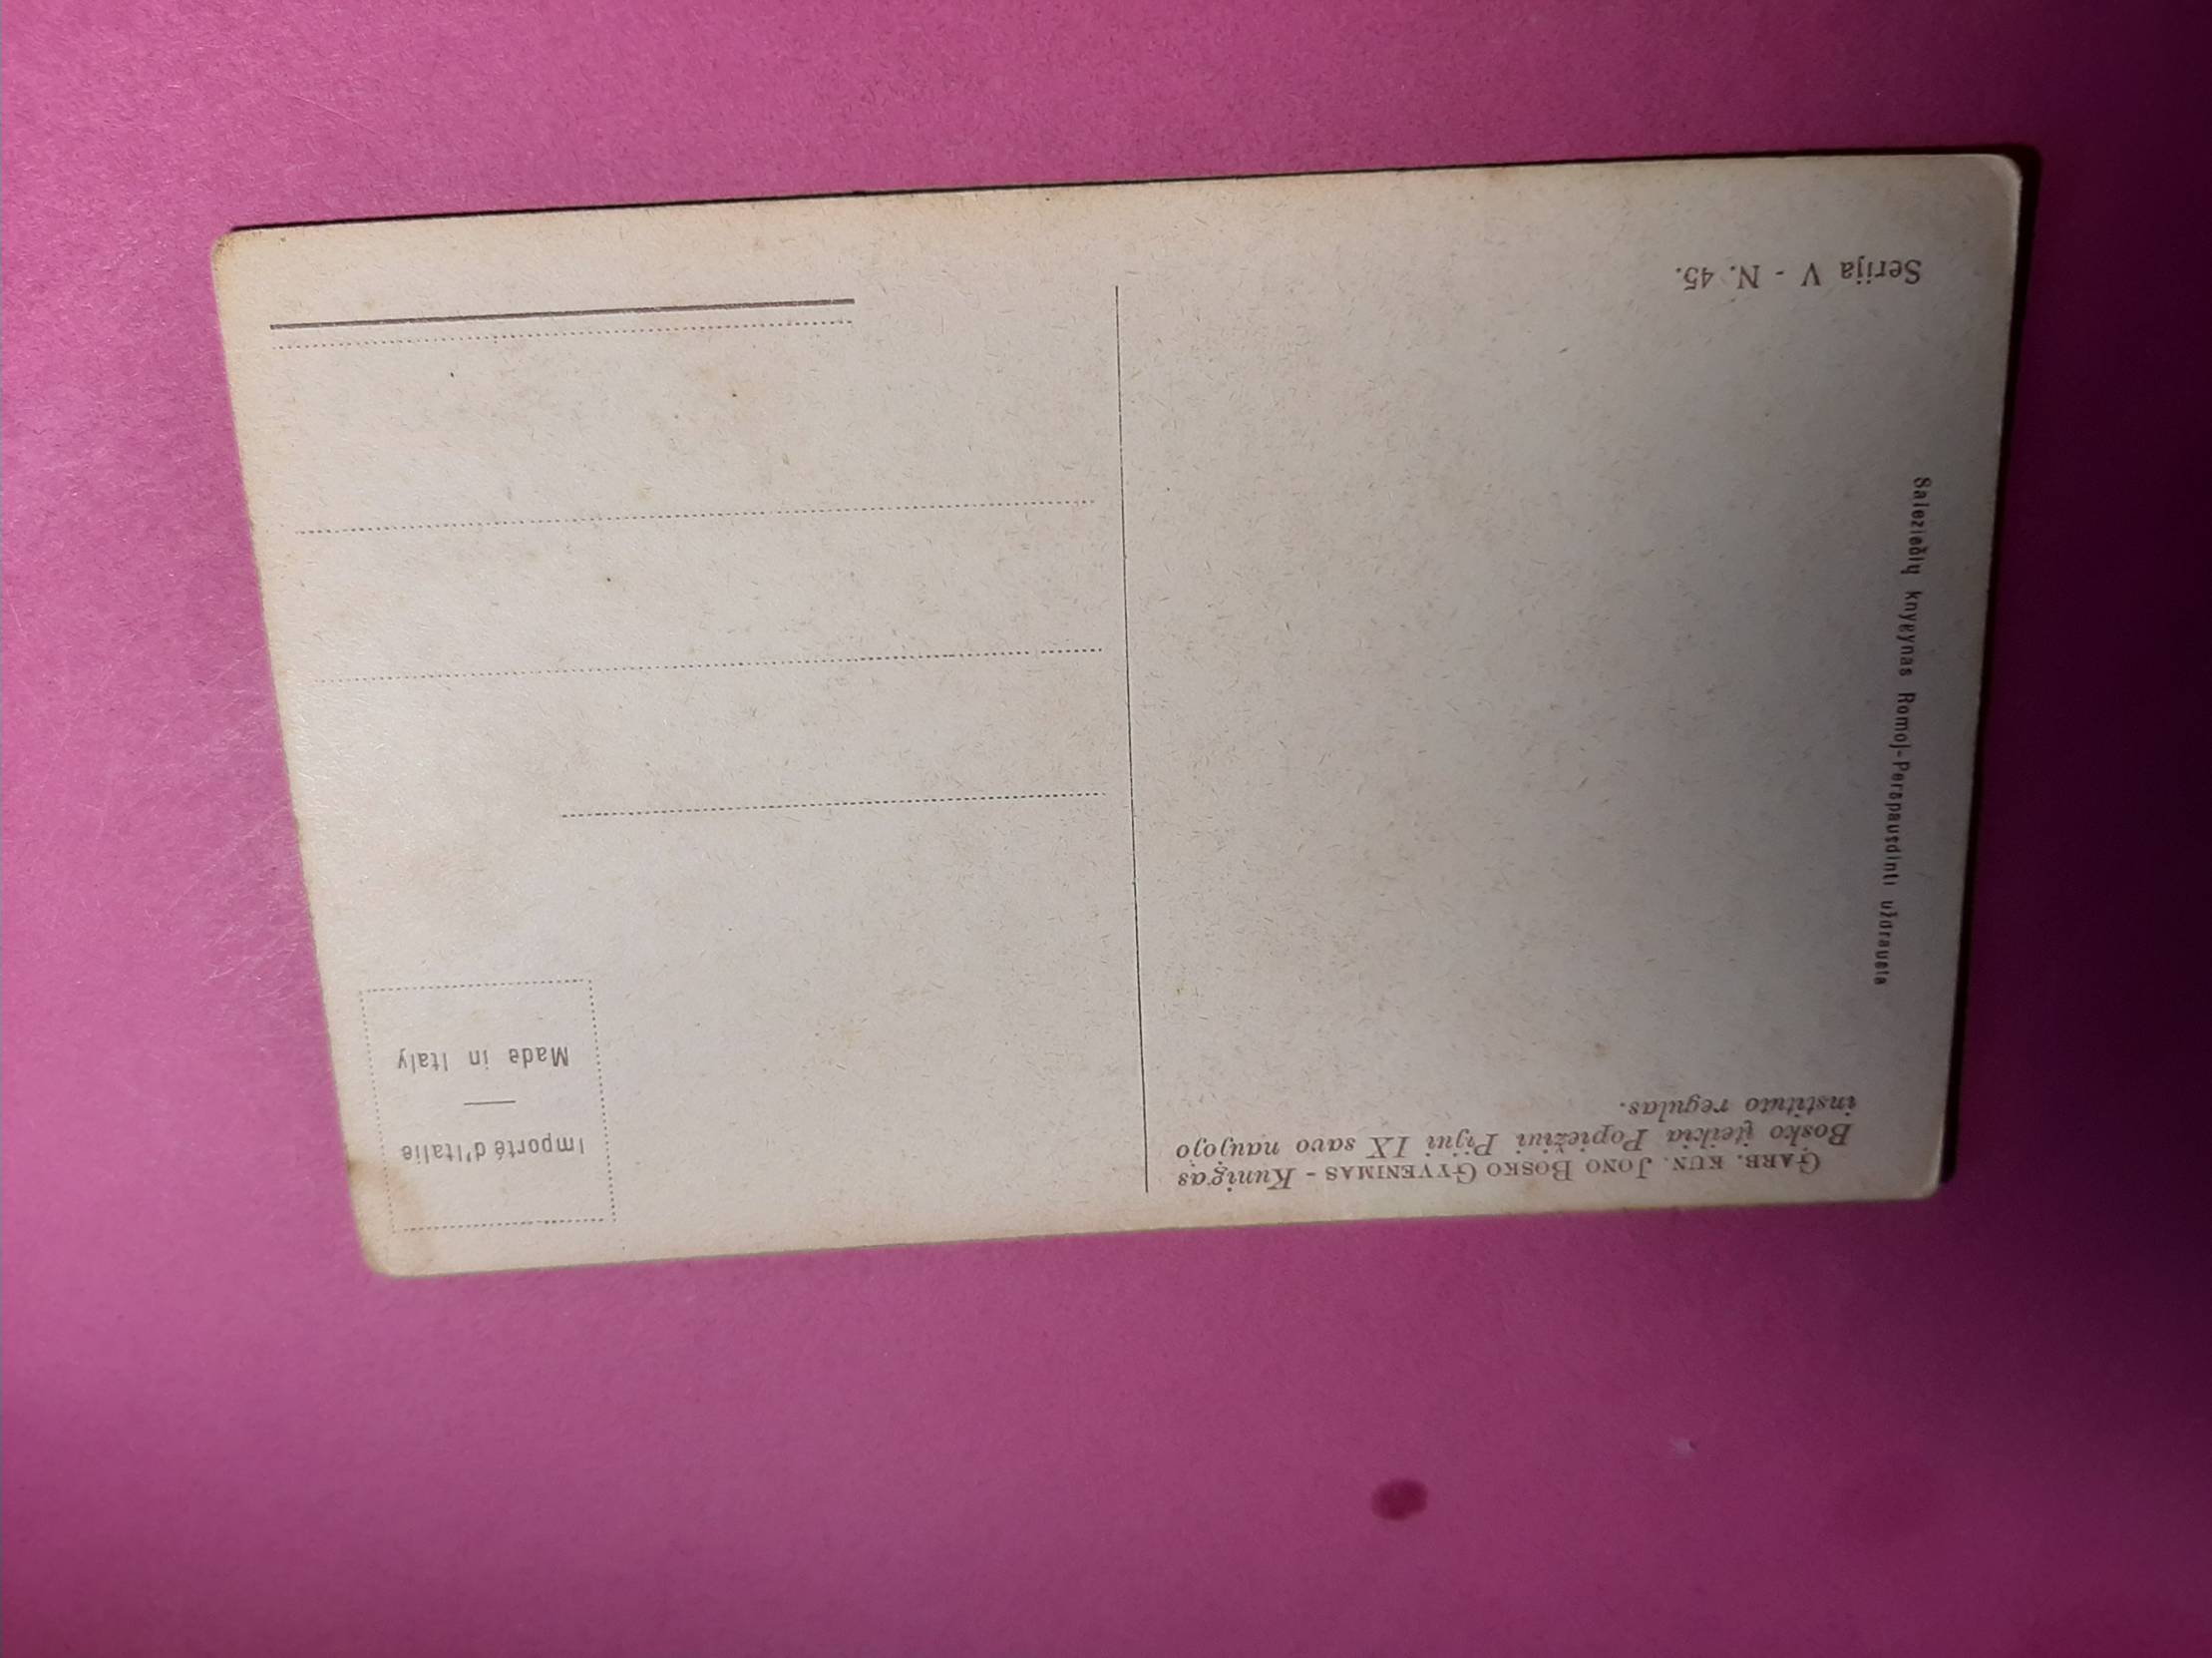 GARB. KUN. JONO BOSKO GYVENIMAS - Kunigas
Bosko įteikia Popiežiui Pijui IX savo naujojo
instituto regulas.
Importé d'Italie
Made in Italy
Saleziečių knygynas Romoj-Perspausdinti uždrausta
Serija V - N. 45.